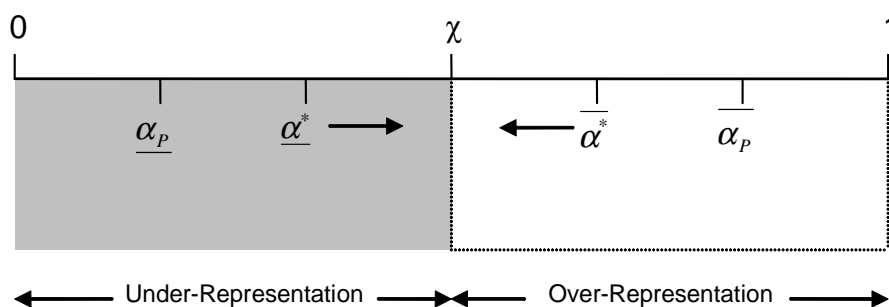 0 χ 1
α_P α^* α^* α_P
Under-Representation Over-Representation